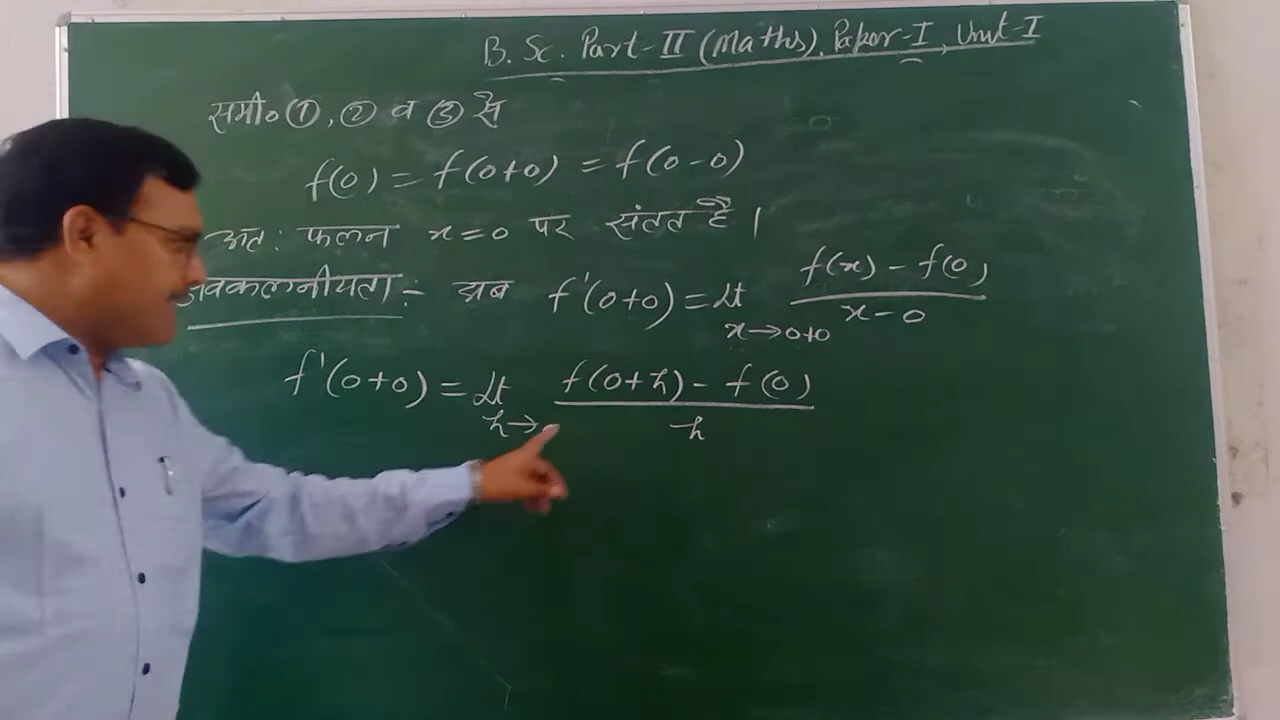 B. Sc. Part-II (Maths), Paper-I, Unit-I
समी० ①, ② व ③ से
f(0) = f(0+0) = f(0-0)
अतः फलन x=0 पर संतत है।
अवकलनीयता :- अब f'(0+0) = Lt x→0+0 f(x) - f(0) / x-0
f'(0+0) = Lt h→0 f(0+h) - f(0) / h